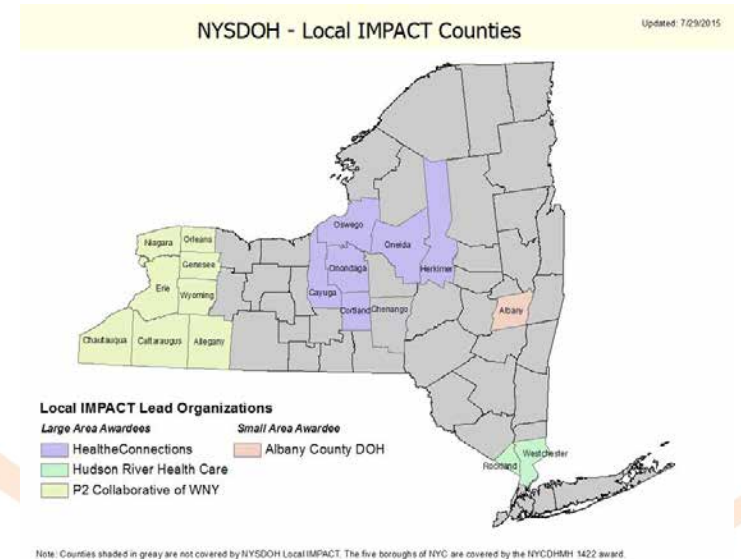 NYSDOH - Local IMPACT Counties
Updated: 7/29/2015
Oswego
Niagara
Orleans
Oneida
Genesee
Onondaga
Herkimer
Erie
Wyoming
Cayuga
Cortland
Chenango
Albany
Chautauqua
Cattaraugus
Allegany
Local IMPACT Lead Organizations
Large Area Awardees
Small Area Awardee
HealtheConnections
Albany County DOH
Hudson River Health Care
P2 Collaborative of WNY
Westchester
Rockland
Note: Counties shaded in greay are not covered by NYSDOH Local IMPACT. The five boroughs of NYC are covered by the NYCDHMH 1422 award.